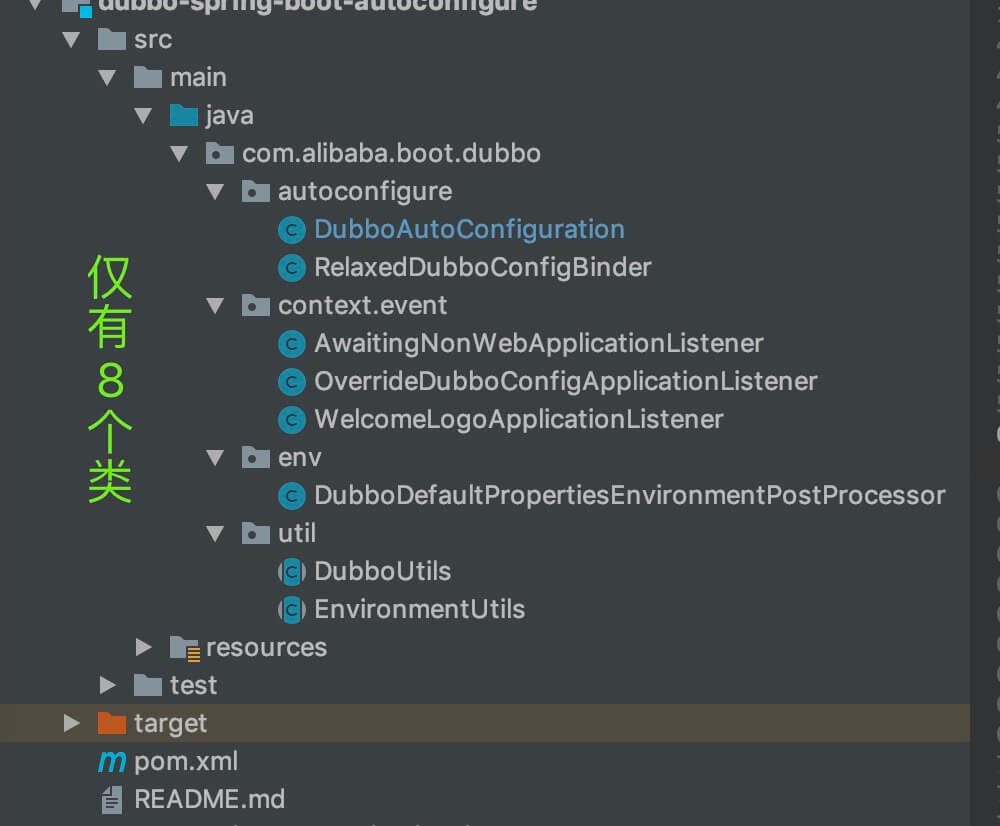 dubbo-spring-boot-autoconfigure
src
main
java
com.alibaba.boot.dubbo
autoconfigure
DubboAutoConfiguration
RelaxedDubboConfigBinder
context.event
AwaitingNonWebApplicationListener
OverrideDubboConfigApplicationListener
WelcomeLogoApplicationListener
env
DubboDefaultPropertiesEnvironmentPostProcessor
util
DubboUtils
EnvironmentUtils
resources
test
target
pom.xml
README.md
仅有8个类